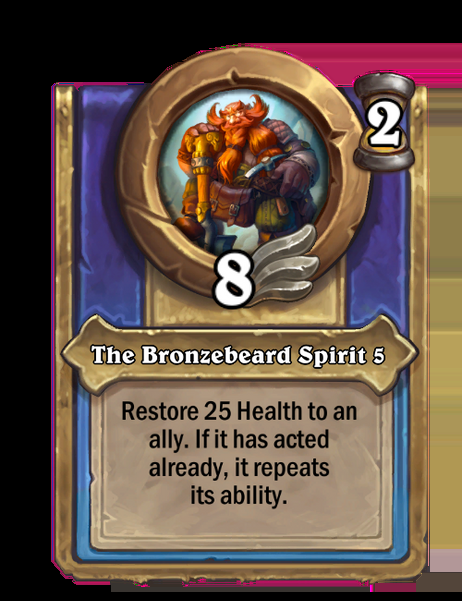 2
8
The Bronzebeard Spirit 5
Restore 25 Health to an
ally. If it has acted
already, it repeats
its ability.